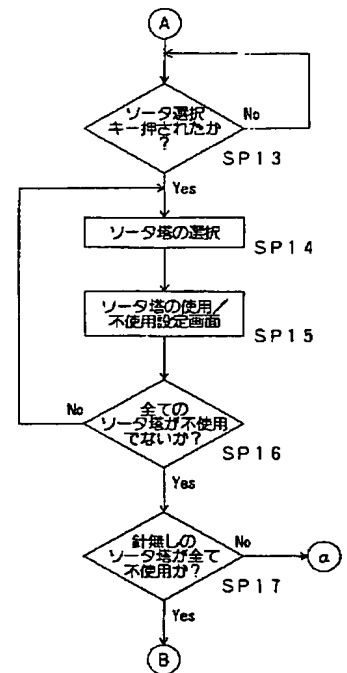 A
ソータ選択
キー押されたか
?
No
SP13
Yes
ソータ塔の選択
SP14
ソータ塔の使用/
不使用設定画面
SP15
全ての
ソータ塔が不使用
でないか?
No
SP16
Yes
針無しの
ソータ塔が全て
不使用か?
No
α
SP17
Yes
B